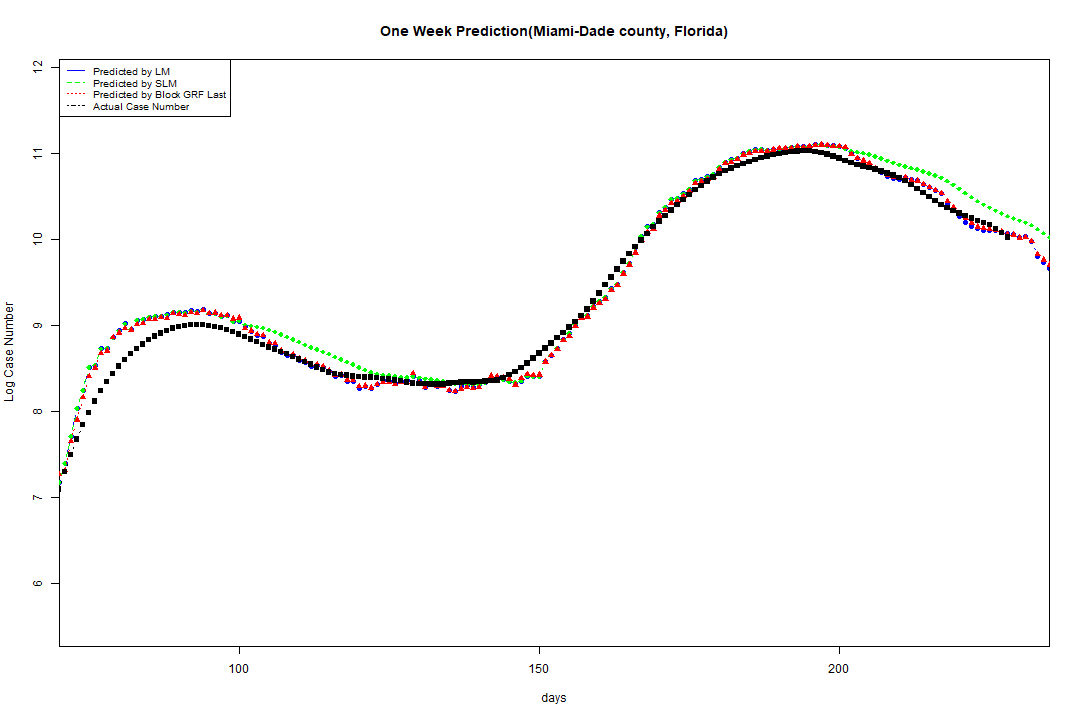 One Week Prediction(Miami-Dade county, Florida)
Predicted by LM
Predicted by SLM
Predicted by Block GRF Last
Actual Case Number
12
11
10
9
8
7
6
Log Case Number
100 150 200
days